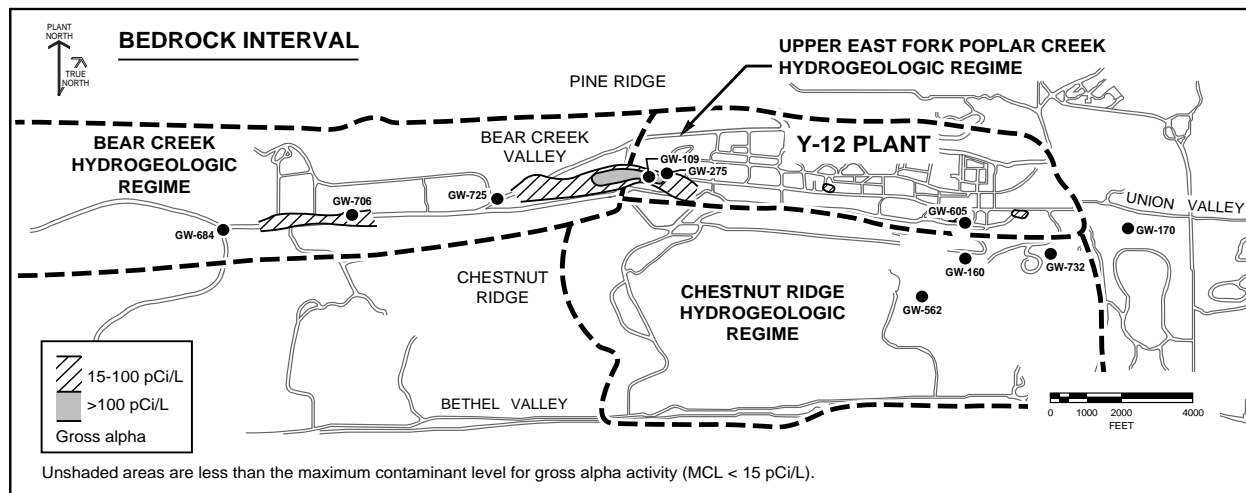 PLANT
NORTH
TRUE
NORTH
BEDROCK INTERVAL
UPPER EAST FORK POPLAR CREEK
HYDROGEOLOGIC REGIME
PINE RIDGE
BEAR CREEK
HYDROGEOLOGIC
REGIME
BEAR CREEK
VALLEY
Y-12 PLANT
GW-109
GW-275
GW-725
GW-706
GW-684
GW-605
UNION VALLEY
GW-170
GW-160
GW-732
GW-562
CHESTNUT
RIDGE
CHESTNUT RIDGE
HYDROGEOLOGIC
REGIME
15-100 pCi/L
>100 pCi/L
Gross alpha
BETHEL VALLEY
0 1000 2000 4000
FEET
Unshaded areas are less than the maximum contaminant level for gross alpha activity (MCL < 15 pCi/L).